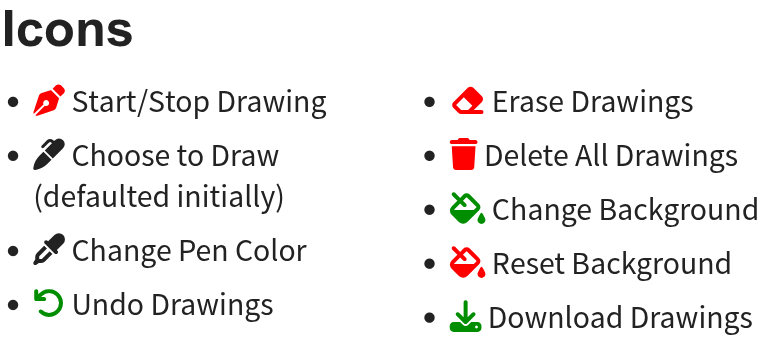 Icons
Start/Stop Drawing
Choose to Draw
(defaulted initially)
Change Pen Color
Undo Drawings
Erase Drawings
Delete All Drawings
Change Background
Reset Background
Download Drawings